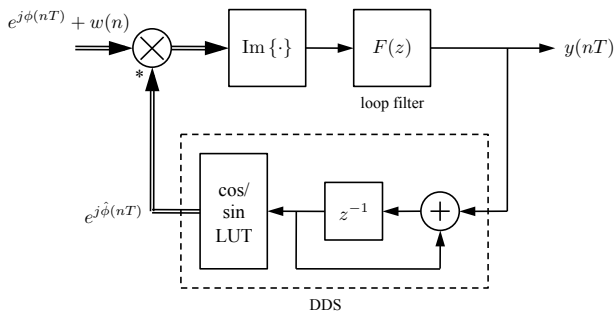 e^{jϕ(nT)} + w(n)
*
Im {·}
F(z)
y(nT)
loop filter
e^{j\hat{ϕ}(nT)}
cos/
sin
LUT
z^{−1}
+
DDS